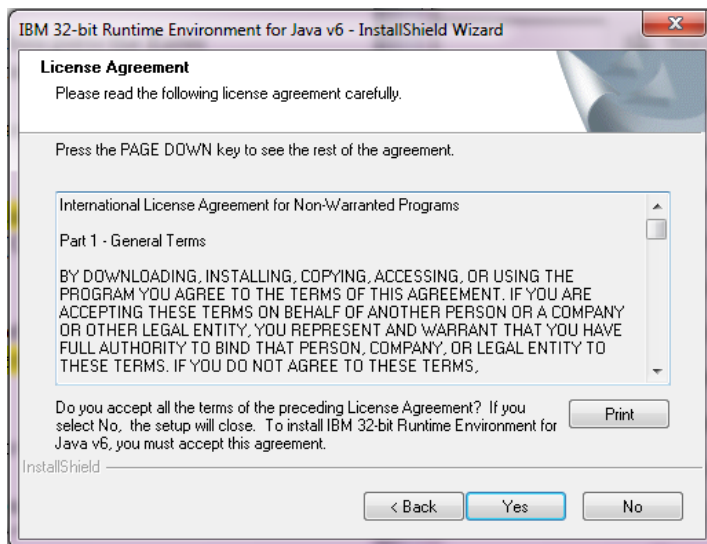 IBM 32-bit Runtime Environment for Java v6 - InstallShield Wizard
License Agreement
Please read the following license agreement carefully.
Press the PAGE DOWN key to see the rest of the agreement.
International License Agreement for Non-Warranted Programs
Part 1 - General Terms
BY DOWNLOADING, INSTALLING, COPYING, ACCESSING, OR USING THE
PROGRAM YOU AGREE TO THE TERMS OF THIS AGREEMENT. IF YOU ARE
ACCEPTING THESE TERMS ON BEHALF OF ANOTHER PERSON OR A COMPANY
OR OTHER LEGAL ENTITY, YOU REPRESENT AND WARRANT THAT YOU HAVE
FULL AUTHORITY TO BIND THAT PERSON, COMPANY, OR LEGAL ENTITY TO
THESE TERMS. IF YOU DO NOT AGREE TO THESE TERMS,
Do you accept all the terms of the preceding License Agreement? If you
select No, the setup will close. To install IBM 32-bit Runtime Environment for
Java v6, you must accept this agreement.
Print
InstallShield
< Back
Yes
No